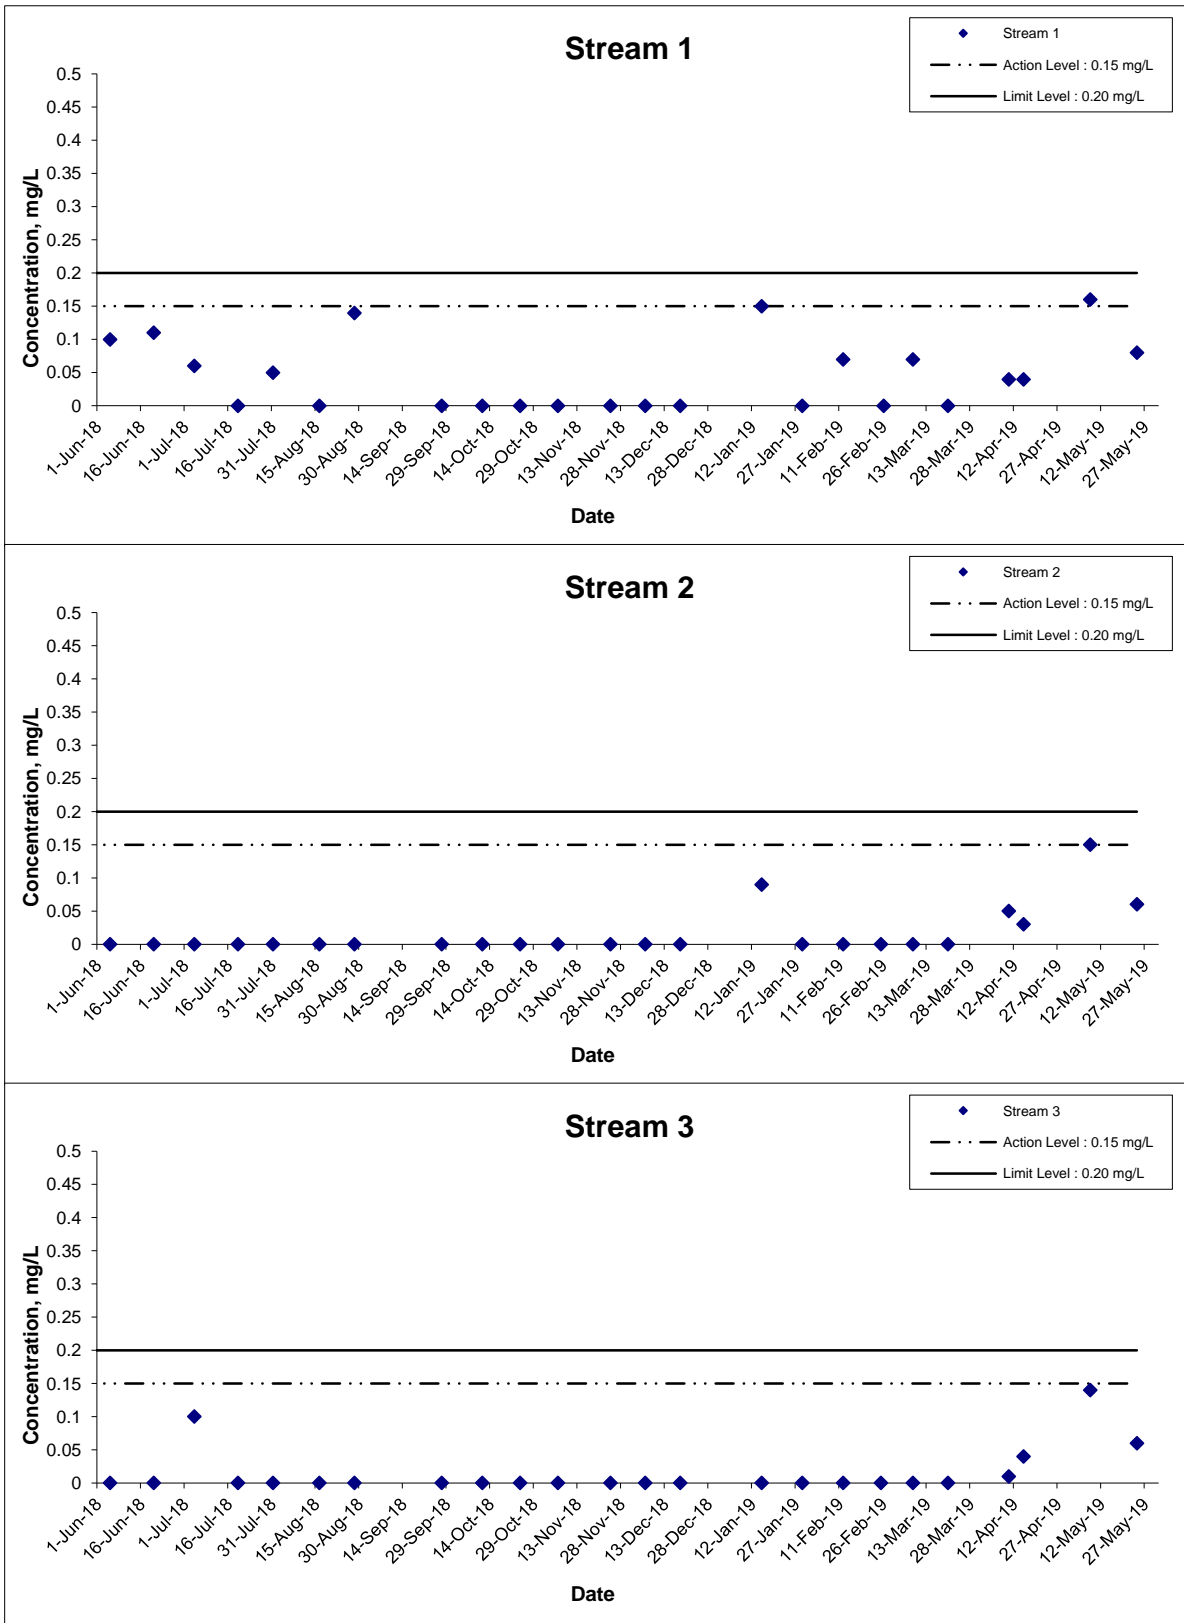 Stream 1
Stream 1
Action Level : 0.15 mg/L
Limit Level : 0.20 mg/L
Concentration, mg/L
0.5
0.45
0.4
0.35
0.3
0.25
0.2
0.15
0.1
0.05
0
1-Jun-18
16-Jun-18
1-Jul-18
16-Jul-18
31-Jul-18
15-Aug-18
30-Aug-18
14-Sep-18
29-Sep-18
14-Oct-18
29-Oct-18
13-Nov-18
28-Nov-18
13-Dec-18
28-Dec-18
12-Jan-19
27-Jan-19
11-Feb-19
26-Feb-19
13-Mar-19
28-Mar-19
12-Apr-19
27-Apr-19
12-May-19
27-May-19
Date
Stream 2
Stream 2
Action Level : 0.15 mg/L
Limit Level : 0.20 mg/L
Concentration, mg/L
0.5
0.45
0.4
0.35
0.3
0.25
0.2
0.15
0.1
0.05
0
1-Jun-18
16-Jun-18
1-Jul-18
16-Jul-18
31-Jul-18
15-Aug-18
30-Aug-18
14-Sep-18
29-Sep-18
14-Oct-18
29-Oct-18
13-Nov-18
28-Nov-18
13-Dec-18
28-Dec-18
12-Jan-19
27-Jan-19
11-Feb-19
26-Feb-19
13-Mar-19
28-Mar-19
12-Apr-19
27-Apr-19
12-May-19
27-May-19
Date
Stream 3
Stream 3
Action Level : 0.15 mg/L
Limit Level : 0.20 mg/L
Concentration, mg/L
0.5
0.45
0.4
0.35
0.3
0.25
0.2
0.15
0.1
0.05
0
1-Jun-18
16-Jun-18
1-Jul-18
16-Jul-18
31-Jul-18
15-Aug-18
30-Aug-18
14-Sep-18
29-Sep-18
14-Oct-18
29-Oct-18
13-Nov-18
28-Nov-18
13-Dec-18
28-Dec-18
12-Jan-19
27-Jan-19
11-Feb-19
26-Feb-19
13-Mar-19
28-Mar-19
12-Apr-19
27-Apr-19
12-May-19
27-May-19
Date